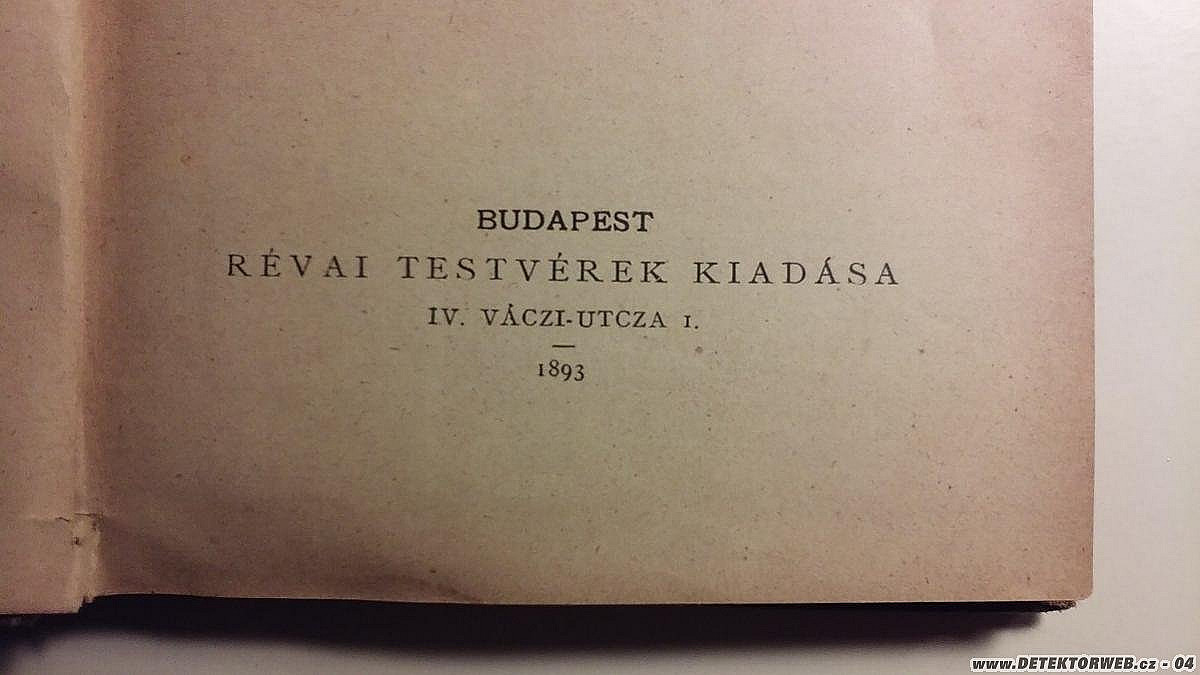 BUDAPEST
RÉVAI TESTVÉREK KIADÁSA
IV. VÁCZI-UTCZA 1.
1893
www.DETEKTORWEB.cz - 04